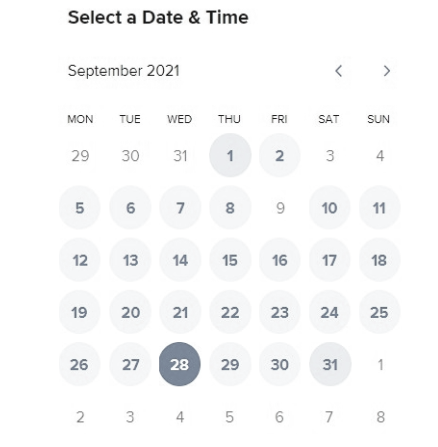 Select a Date & Time
September 2021
MON TUE WED THU FRI SAT SUN
29 30 31 1 2 3 4
5 6 7 8 9 10 11
12 13 14 15 16 17 18
19 20 21 22 23 24 25
26 27 28 29 30 31 1
2 3 4 5 6 7 8